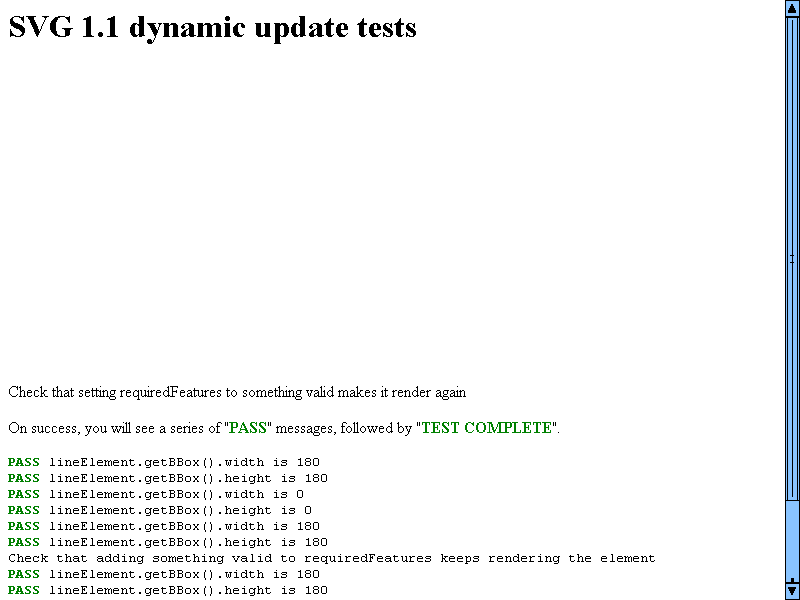 SVG 1.1 dynamic update tests
Check that setting requiredFeatures to something valid makes it render again
On success, you will see a series of "PASS" messages, followed by "TEST COMPLETE".
PASS lineElement.getBBox().width is 180
PASS lineElement.getBBox().height is 180
PASS lineElement.getBBox().width is 0
PASS lineElement.getBBox().height is 0
PASS lineElement.getBBox().width is 180
PASS lineElement.getBBox().height is 180
Check that adding something valid to requiredFeatures keeps rendering the element
PASS lineElement.getBBox().width is 180
PASS lineElement.getBBox().height is 180